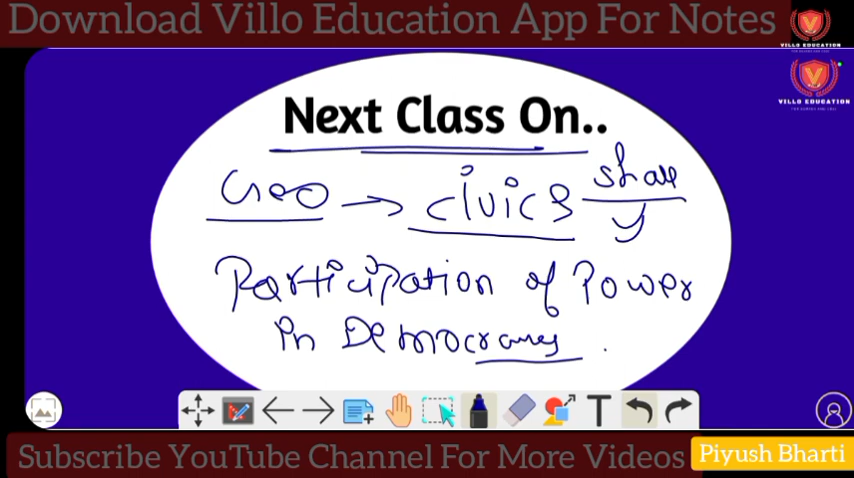 Download Villo Education App For Notes
VILLO EDUCATION
VILLO EDUCATION
Next Class On..
Geo → civics share
y
Participation of Power
in Democracy
T
Subscribe YouTube Channel For More Videos
Piyush Bharti